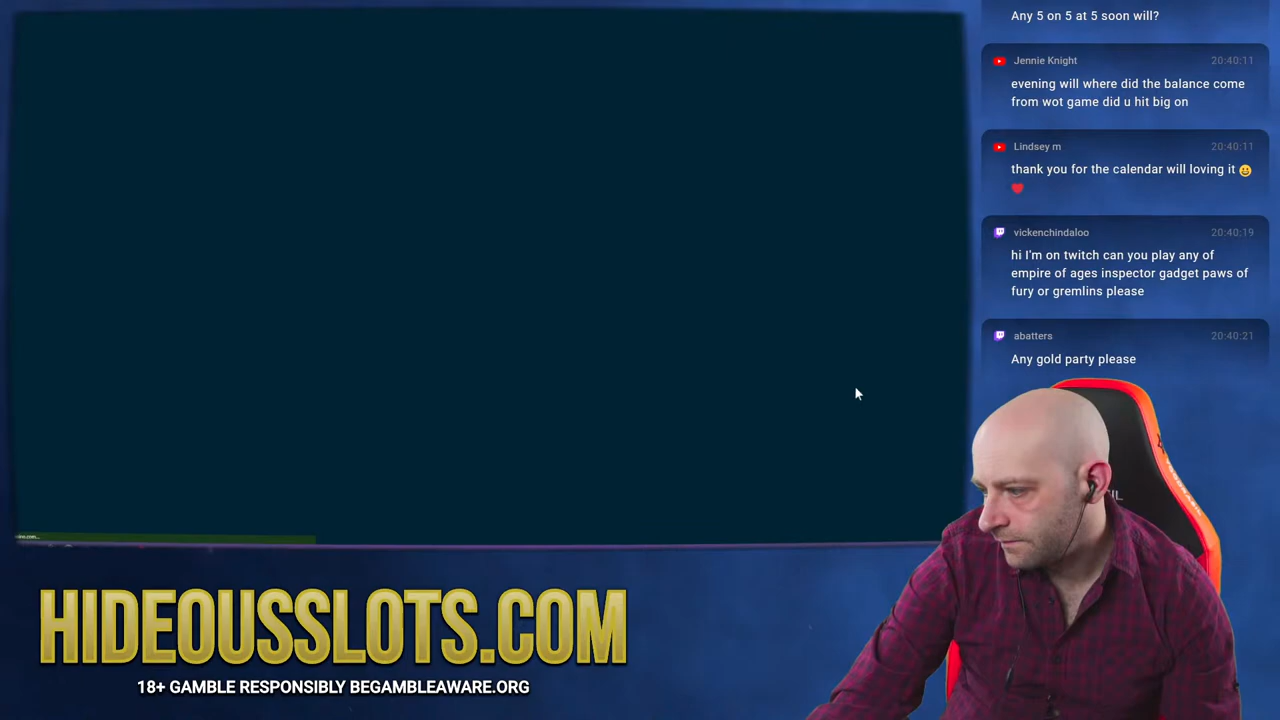 Any 5 on 5 at 5 soon will?
Jennie Knight 20:40:11
evening will where did the balance come
from wot game did u hit big on
Lindsey m 20:40:11
thank you for the calendar will loving it 😀
❤️
vickenchindaloo 20:40:19
hi I'm on twitch can you play any of
empire of ages inspector gadget paws of
fury or gremlins please
abatters 20:40:21
Any gold party please
HIDEOUSSLOTS.COM
18+ GAMBLE RESPONSIBLY BEGAMBLEAWARE.ORG